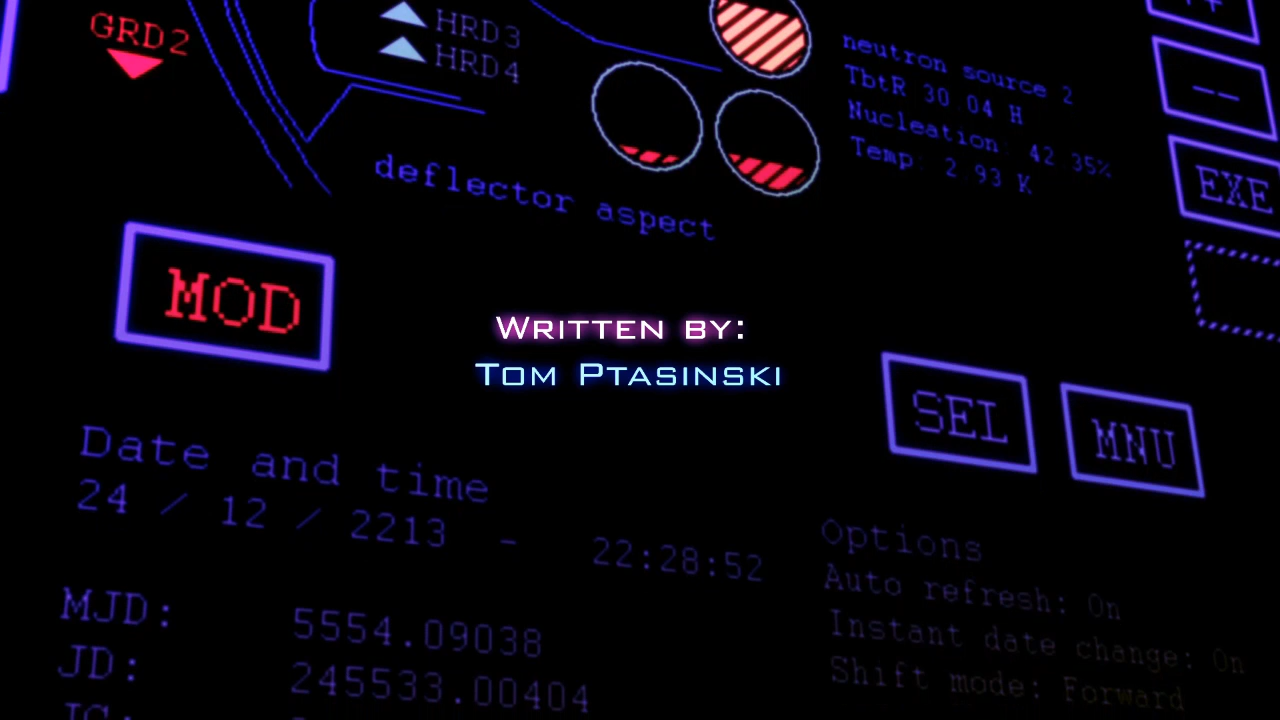 GRD2
HRD3
HRD4
neutron source 2
TbtR 30.04 H
Nucleation: 42.35%
Temp: 2.93 K
--
EXE
deflector aspect
MOD
WRITTEN BY:
TOM PTASINSKI
SEL
MNU
Date and time
24 / 12 / 2213 - 22:28:52
Options
Auto refresh: On
Instant date change: On
Shift mode: Forward
MJD: 5554.09038
JD: 245533.00404